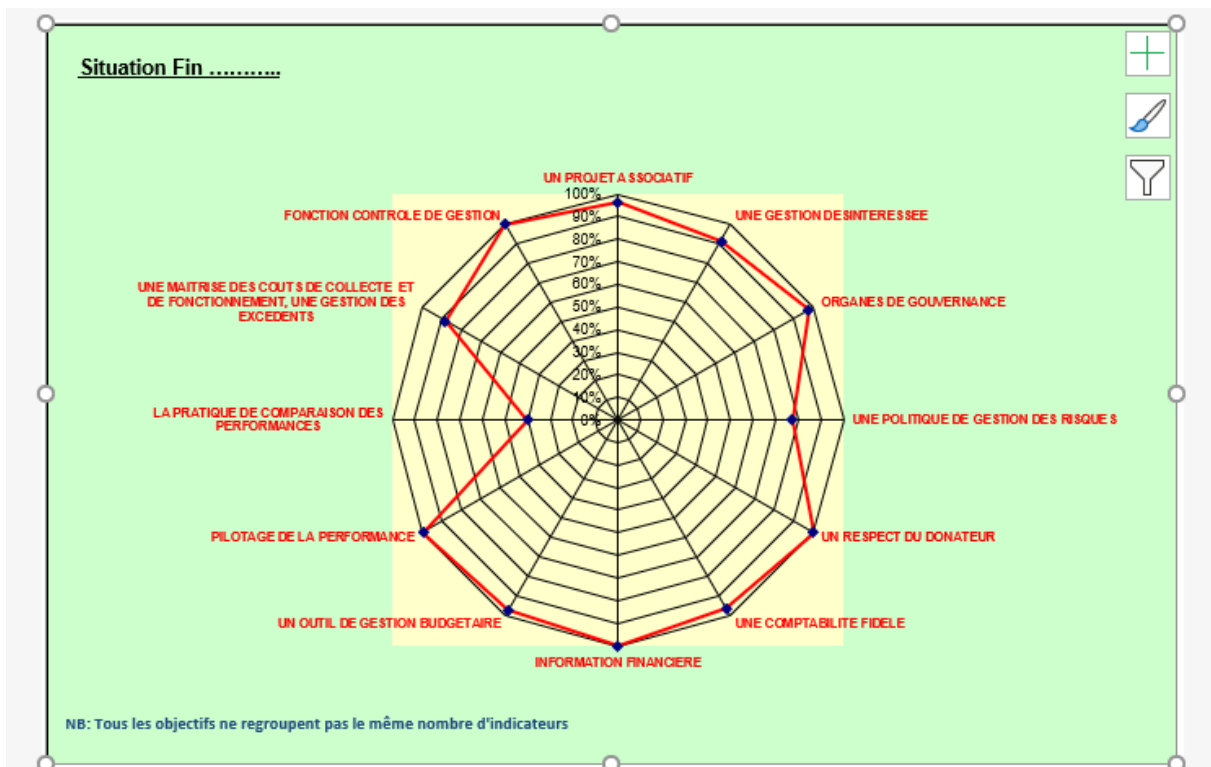 Situation Fin ………..
UN PROJET ASSOCIATIF
100%
FONCTION CONTROLE DE GESTION
90%
UNE GESTION DESINTERESSEE
80%
70%
UNE MAITRISE DES COUTS DE COLLECTE ET
DE FONCTIONNEMENT, UNE GESTION DES
EXCEDENTS
60%
50%
ORGANES DE GOUVERNANCE
40%
30%
20%
10%
0%
LA PRATIQUE DE COMPARAISON DES
PERFORMANCES
UNE POLITIQUE DE GESTION DES RISQUES
PILOTAGE DE LA PERFORMANCE
UN RESPECT DU DONATEUR
UN OUTIL DE GESTION BUDGETAIRE
UNE COMPTABILITE FIDELE
INFORMATION FINANCIERE
NB: Tous les objectifs ne regroupent pas le même nombre d'indicateurs